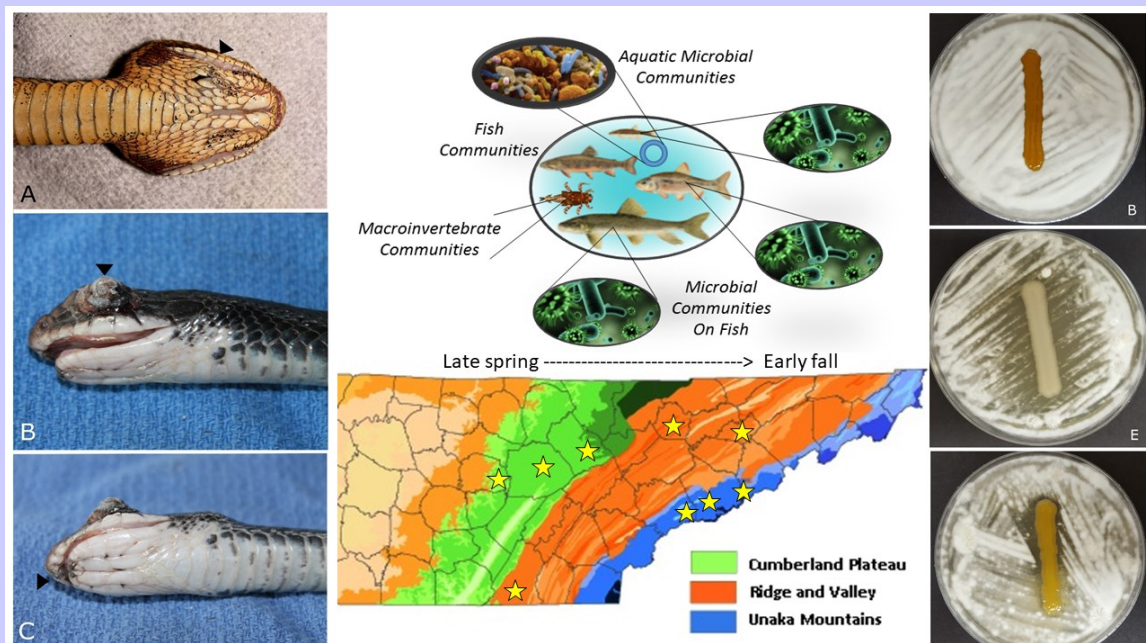 A
B
C
Aquatic Microbial
Communities
Fish
Communities
Macroinvertebrate
Communities
Microbial
Communities
On Fish
Late spring ------------------------------> Early fall
Cumberland Plateau
Ridge and Valley
Unaka Mountains
B
E